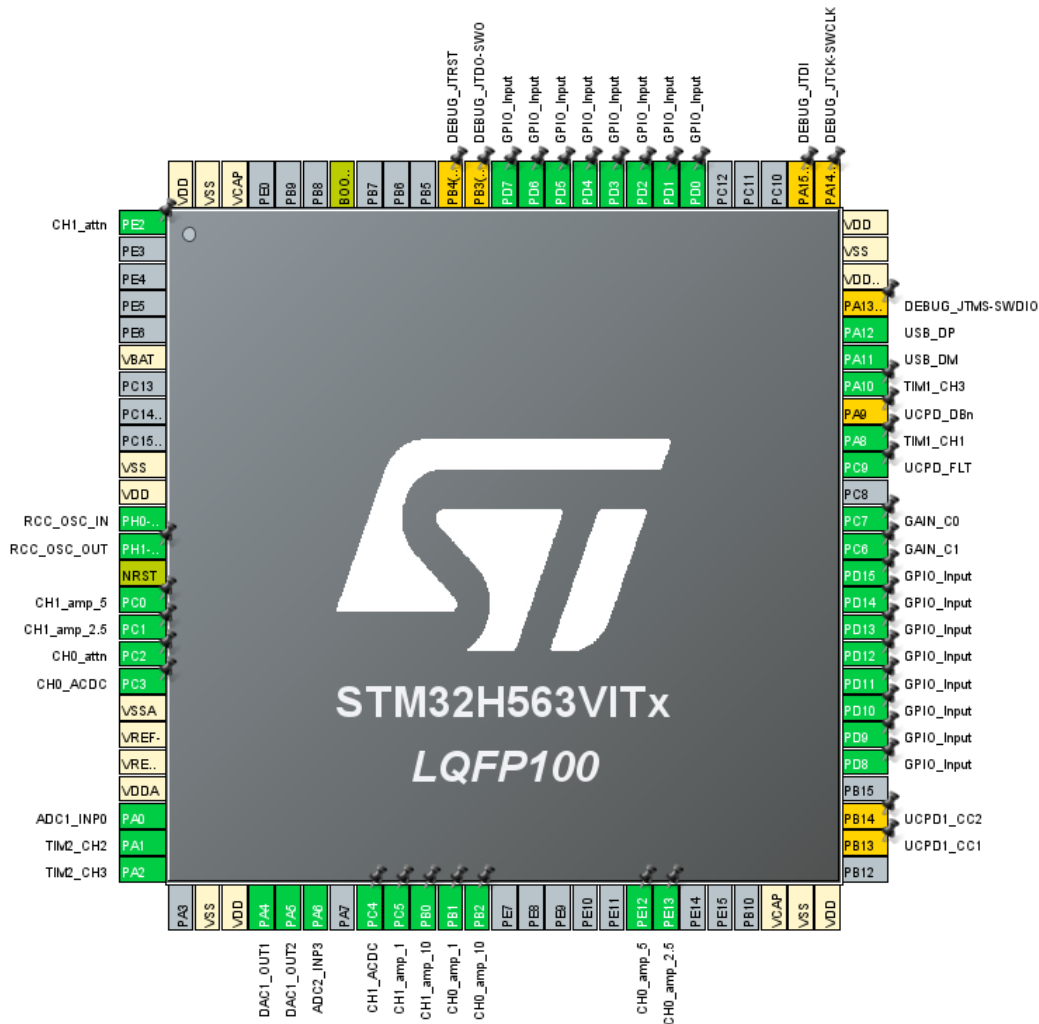 DEBUG_JTRST
DEBUG_JTDO-SWO
GPIO_Input
GPIO_Input
GPIO_Input
GPIO_Input
GPIO_Input
GPIO_Input
GPIO_Input
GPIO_Input
DEBUG_JTDI
DEBUG_JTCK-SWCLK
VDD
VSS
VCAP
PE0
PB9
PB8
BOO..
PB7
PB6
PB5
PB4(..
PB3(..
PD7
PD6
PD5
PD4
PD3
PD2
PD1
PD0
PC12
PC11
PC10
PA15..
PA14..
CH1_attn PE2
PE3
PE4
PE5
PE6
VBAT
PC13
PC14..
PC15..
VSS
VDD
RCC_OSC_IN PH0-..
RCC_OSC_OUT PH1-..
NRST
CH1_amp_5 PC0
CH1_amp_2.5 PC1
CH0_attn PC2
CH0_ACDC PC3
VSSA
VREF-
VRE..
VDDA
ADC1_INP0 PA0
TIM2_CH2 PA1
TIM2_CH3 PA2
STM32H563VITx
LQFP100
VDD
VSS
VDD..
PA13.. DEBUG_JTMS-SWDIO
PA12 USB_DP
PA11 USB_DM
PA10 TIM1_CH3
PA9 UCPD_DBn
PA8 TIM1_CH1
PC9 UCPD_FLT
PC8
PC7 GAIN_C0
PC6 GAIN_C1
PD15 GPIO_Input
PD14 GPIO_Input
PD13 GPIO_Input
PD12 GPIO_Input
PD11 GPIO_Input
PD10 GPIO_Input
PD9 GPIO_Input
PD8 GPIO_Input
PB15
PB14 UCPD1_CC2
PB13 UCPD1_CC1
PB12
PA3
VSS
VDD
PA4
PA5
PA6
PA7
PC4
PC5
PB0
PB1
PB2
PE7
PE8
PE9
PE10
PE11
PE12
PE13
PE14
PE15
PB10
VCAP
VSS
VDD
DAC1_OUT1
DAC1_OUT2
ADC2_INP3
CH1_ACDC
CH1_amp_1
CH1_amp_10
CH0_amp_1
CH0_amp_10
CH0_amp_5
CH0_amp_2.5